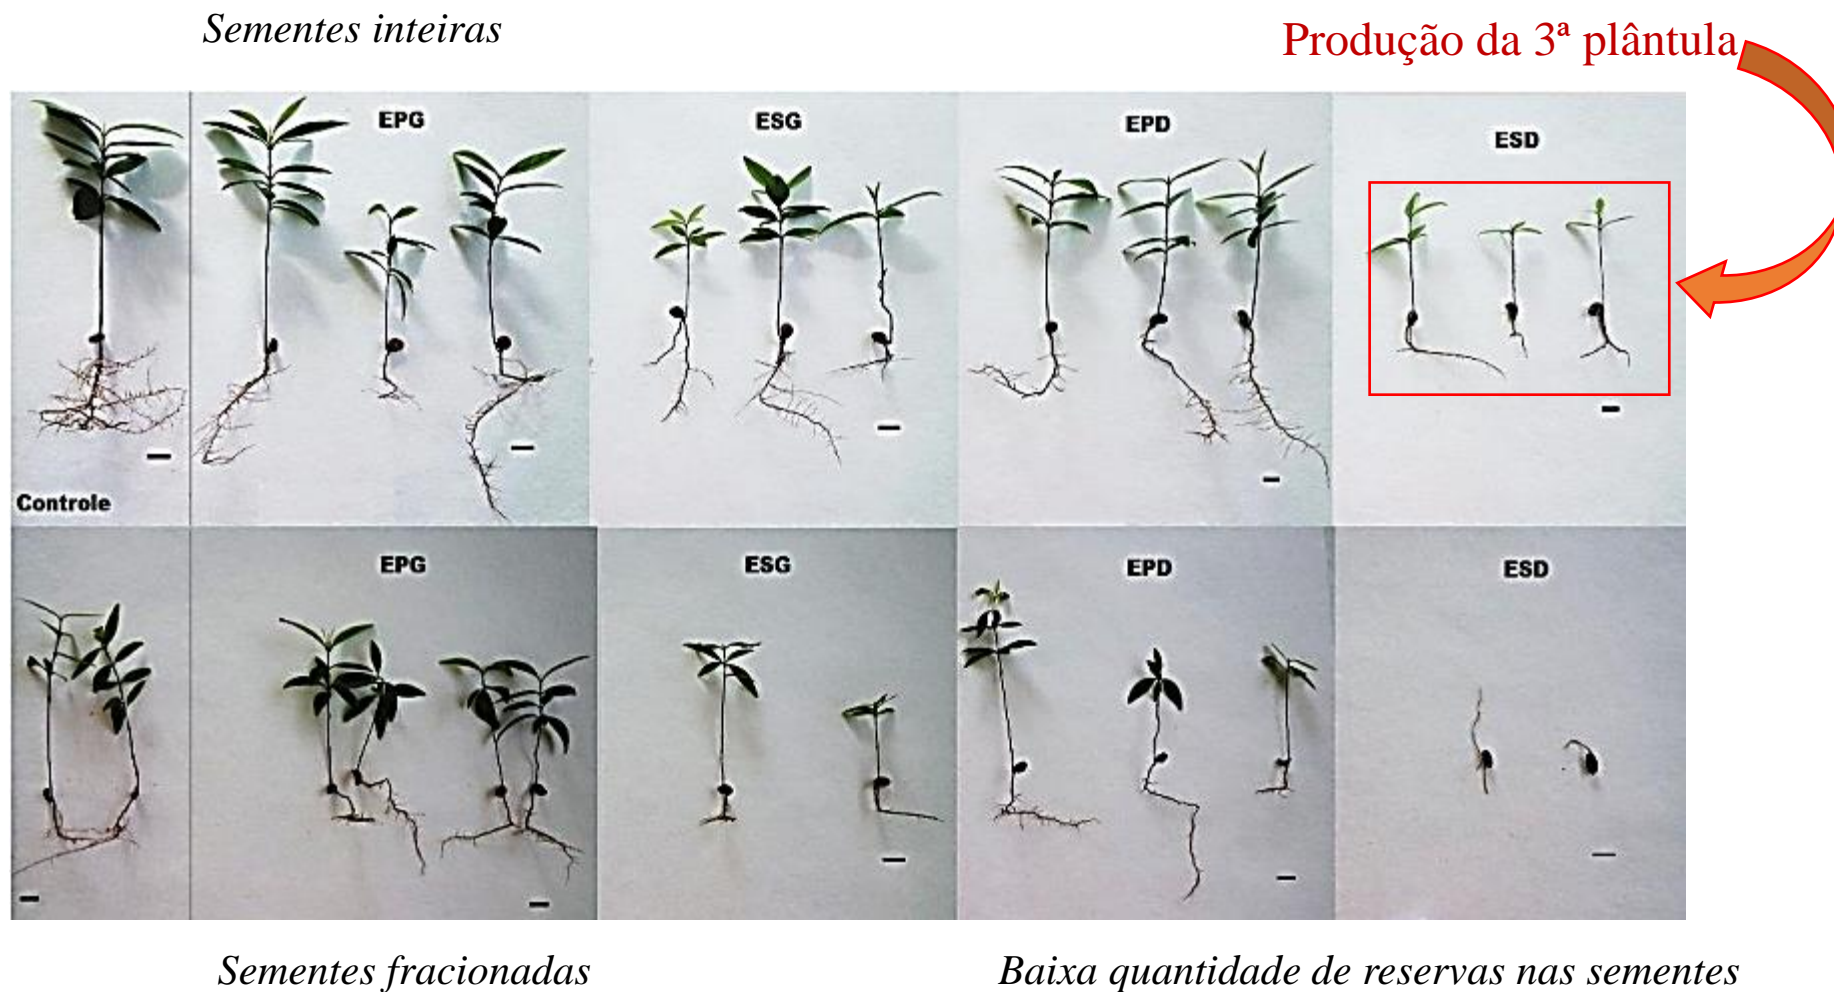 Sementes inteiras
Produção da 3ª plântula
EPG
ESG
EPD
ESD
Controle
EPG
ESG
EPD
ESD
Sementes fracionadas
Baixa quantidade de reservas nas sementes